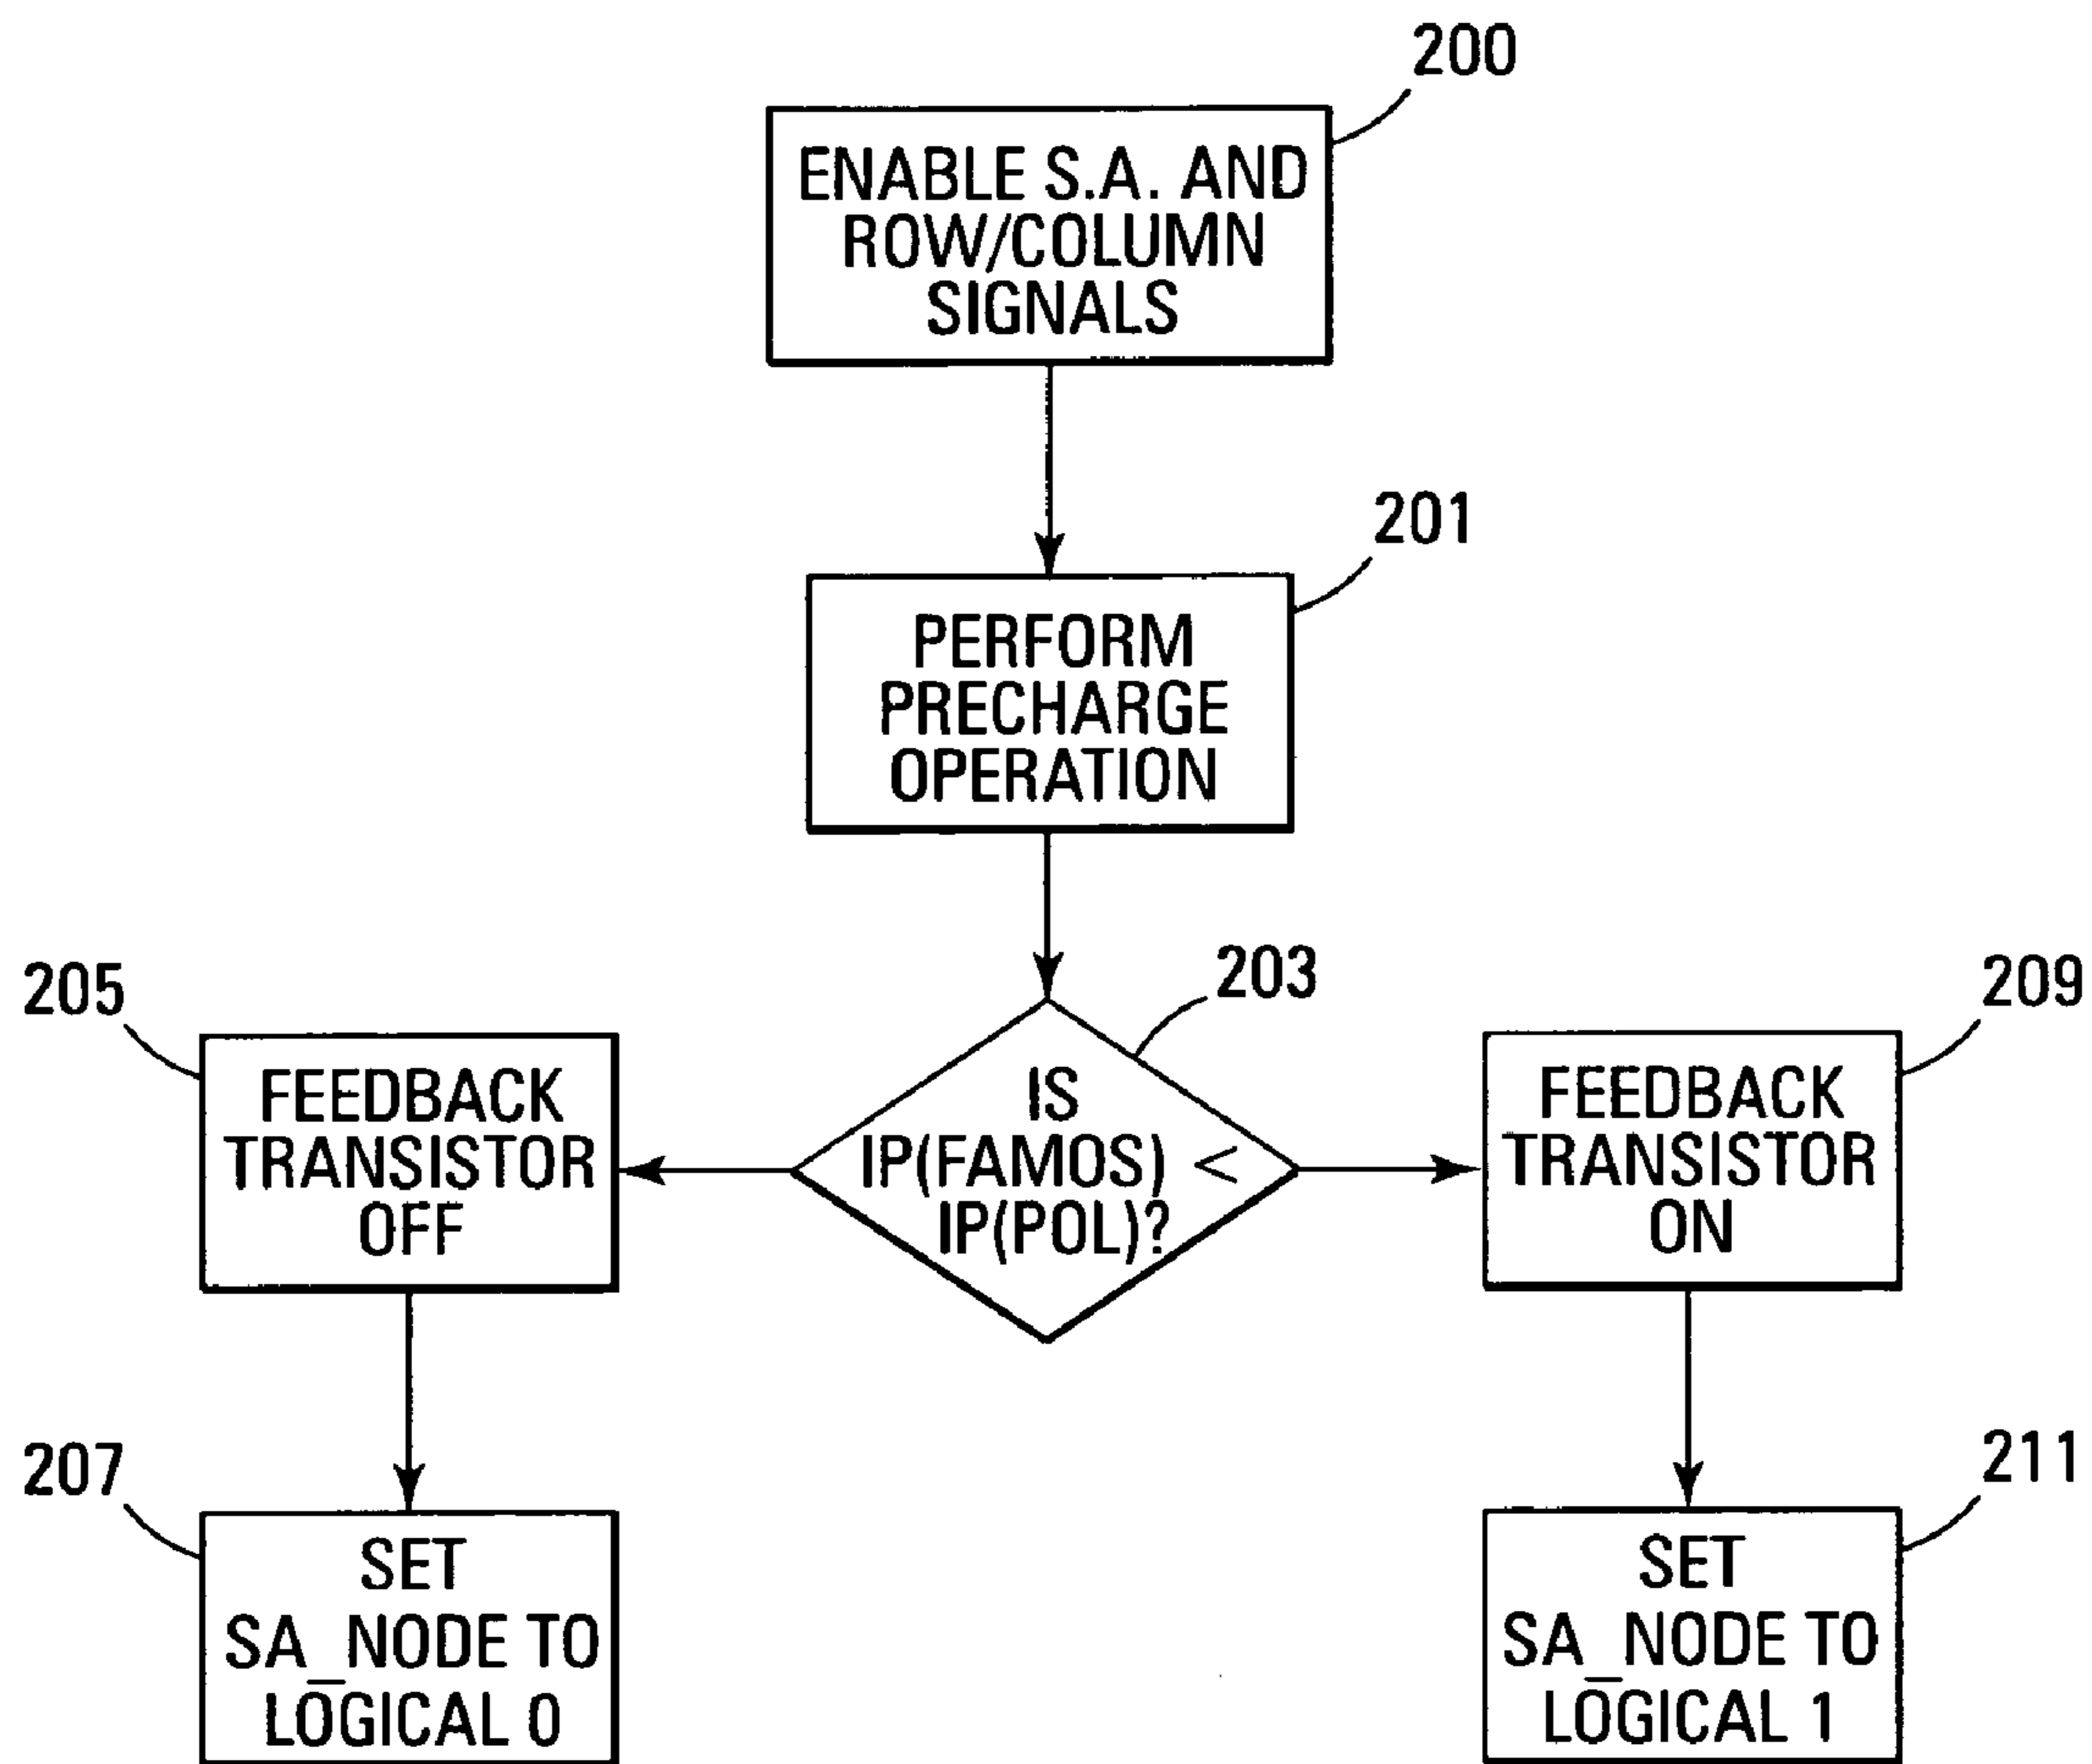 200
ENABLE S.A. AND
ROW/COLUMN
SIGNALS
201
PERFORM
PRECHARGE
OPERATION
203
IS
IP(FAMOS) <
IP(POL)?
205
FEEDBACK
TRANSISTOR
OFF
209
FEEDBACK
TRANSISTOR
ON
207
SET
SA_NODE TO
LOGICAL 0
211
SET
SA_NODE TO
LOGICAL 1